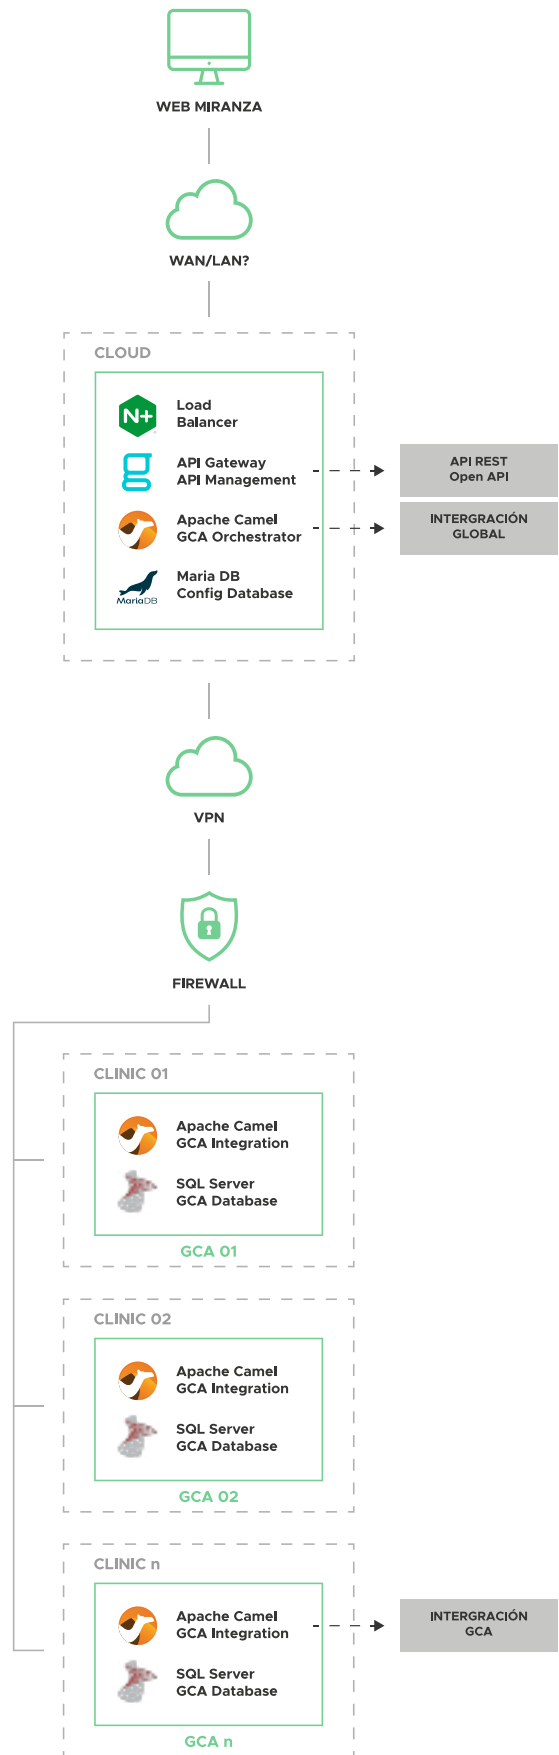 WEB MIRANZA
WAN/LAN?
CLOUD
N+
Load
Balancer
API Gateway
API Management
API REST
Open API
Apache Camel
GCA Orchestrator
INTERGRACIÓN
GLOBAL
MariaDB
Maria DB
Config Database
VPN
FIREWALL
CLINIC 01
Apache Camel
GCA Integration
SQL Server
GCA Database
GCA 01
CLINIC 02
Apache Camel
GCA Integration
SQL Server
GCA Database
GCA 02
CLINIC n
Apache Camel
GCA Integration
INTERGRACIÓN
GCA
SQL Server
GCA Database
GCA n